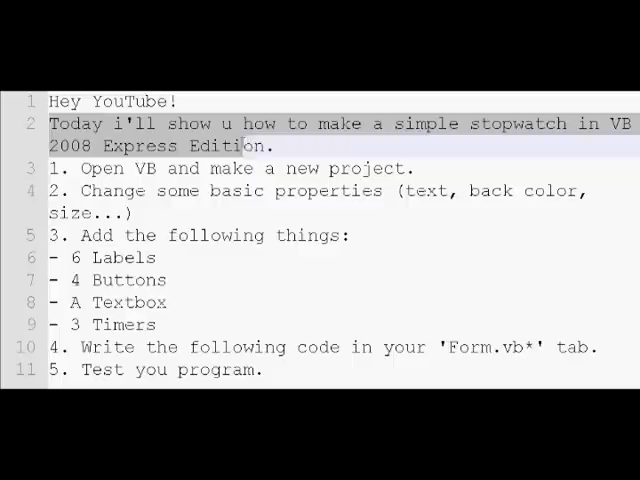 1 Hey YouTube!
2 Today i'll show u how to make a simple stopwatch in VB
2008 Express Edition.
3 1. Open VB and make a new project.
4 2. Change some basic properties (text, back color,
size...)
5 3. Add the following things:
6 - 6 Labels
7 - 4 Buttons
8 - A Textbox
9 - 3 Timers
10 4. Write the following code in your 'Form.vb*' tab.
11 5. Test you program.